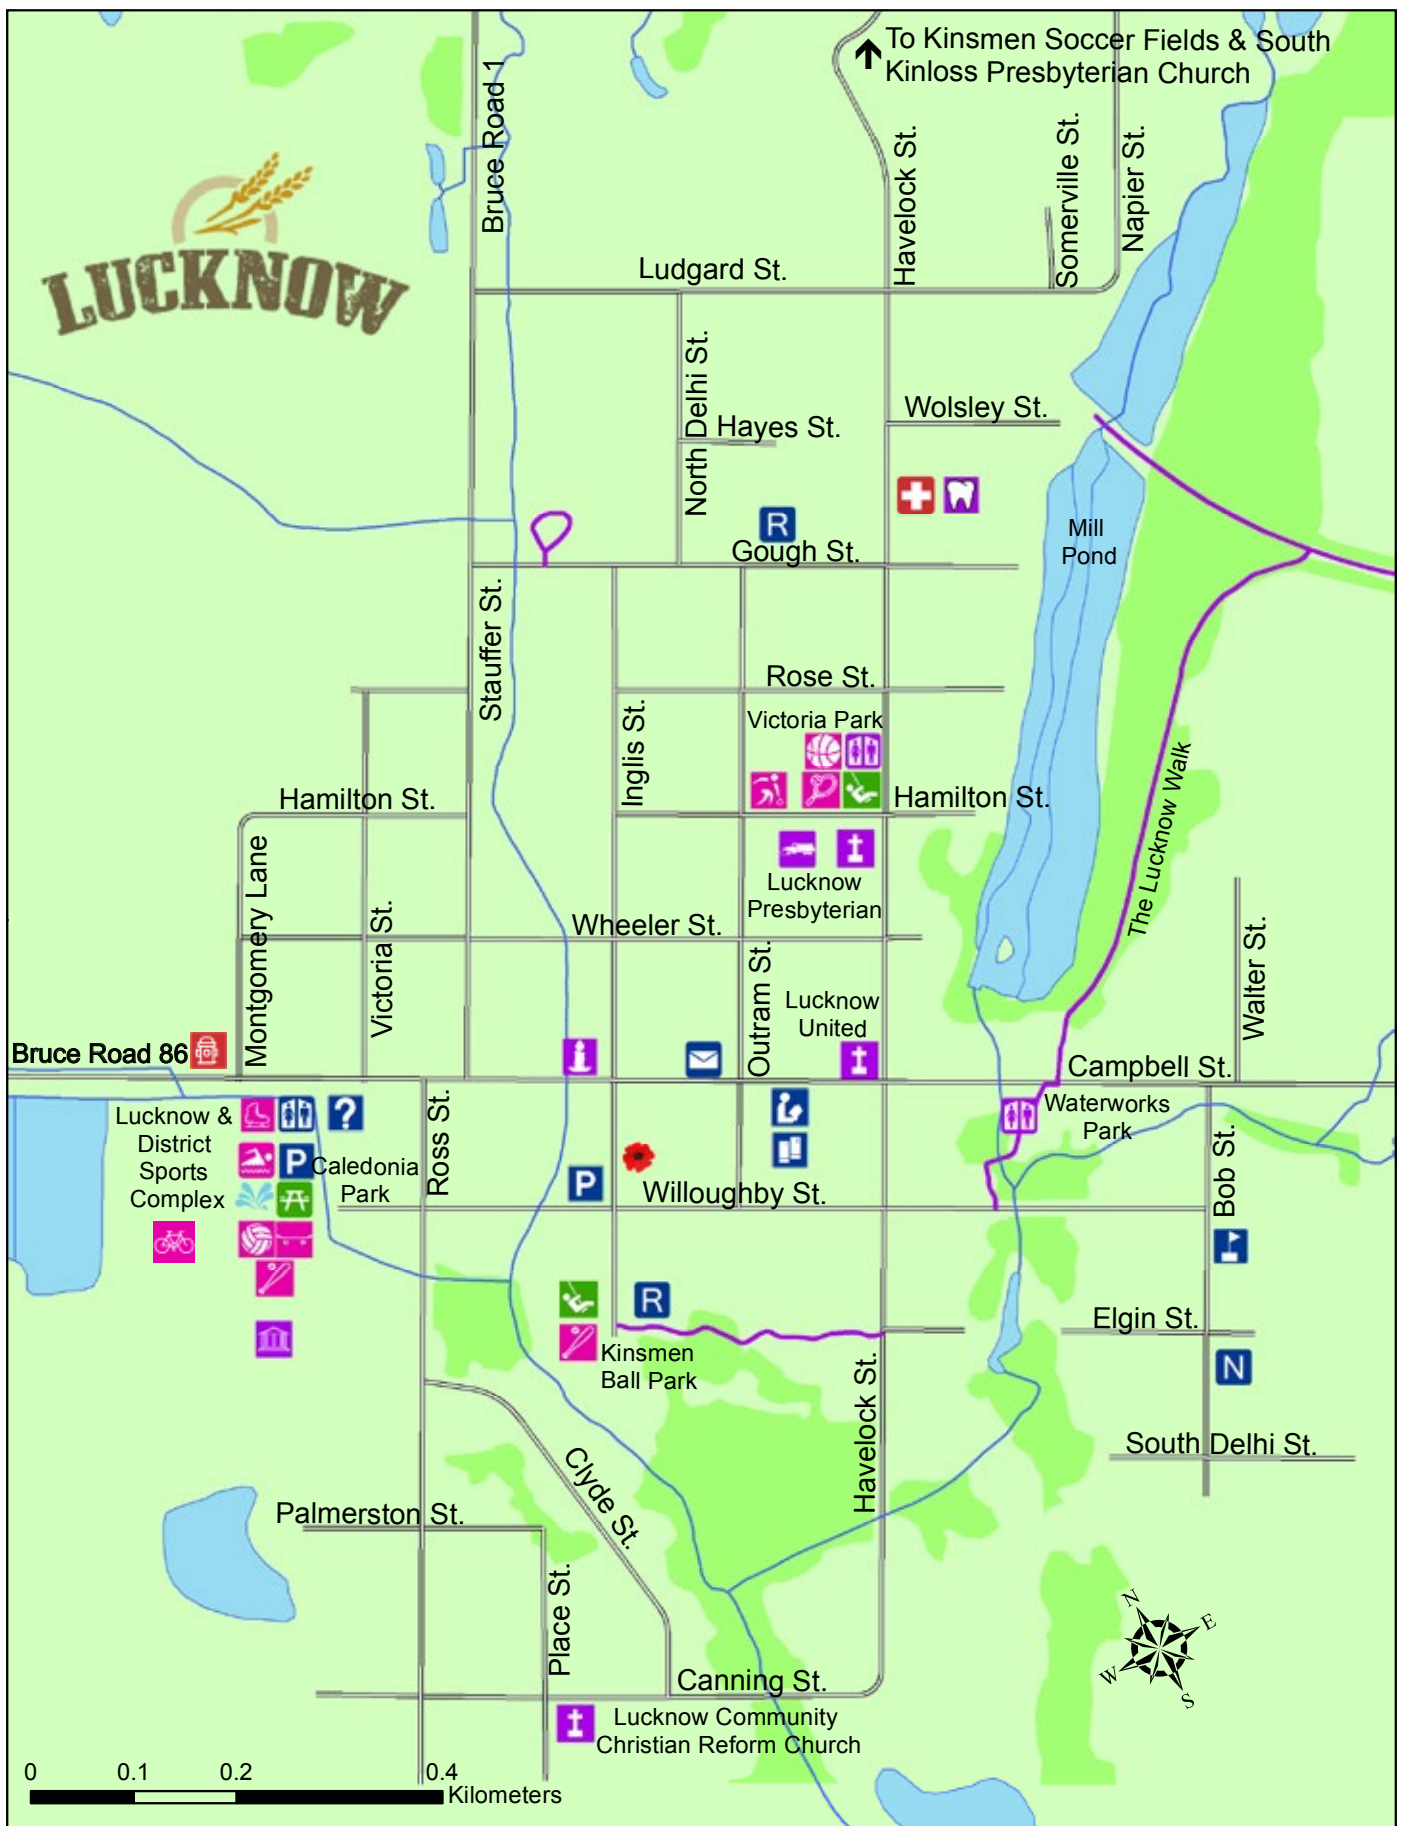 To Kinsmen Soccer Fields & South
Kinloss Presbyterian Church
Bruce Road 1
Havelock St.
Somerville St.
Napier St.
LUCKNOW
Ludgard St.
North Delhi St.
Wolsley St.
Hayes St.
R
Mill
Pond
Gough St.
Stauffer St.
Rose St.
Inglis St.
Victoria Park
Hamilton St.
Hamilton St.
The Lucknow Walk
Montgomery Lane
Victoria St.
Lucknow
Presbyterian
Wheeler St.
Outram St.
Walter St.
Lucknow
United
Bruce Road 86
Campbell St.
Lucknow &
District
Sports
Complex
?
P
Caledonia
Park
Ross St.
Waterworks
Park
Bob St.
P
Willoughby St.
R
Kinsmen
Ball Park
Elgin St.
N
Havelock St.
South Delhi St.
Clyde St.
Palmerston St.
Place St.
Canning St.
Lucknow Community
Christian Reform Church
N
E
W
S
0 0.1 0.2 0.4
Kilometers